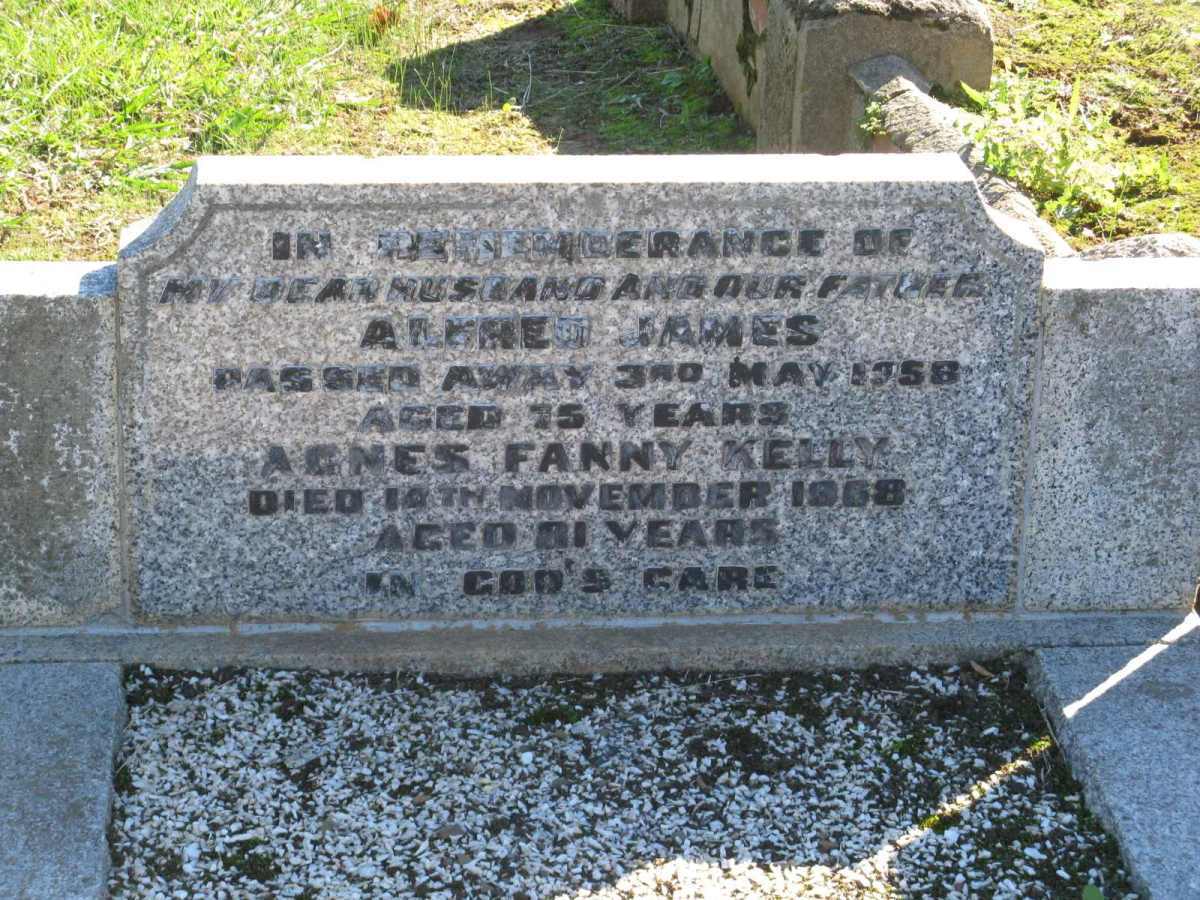 IN REMEMBERANCE OF
MY DEAR HUSBAND AND OUR FATHER
ALFRED JAMES
PASSED AWAY 3RD MAY 1958
AGED 75 YEARS
AGNES FANNY KELLY
DIED 18TH NOVEMBER 1968
AGED 81 YEARS
IN GOD'S CARE